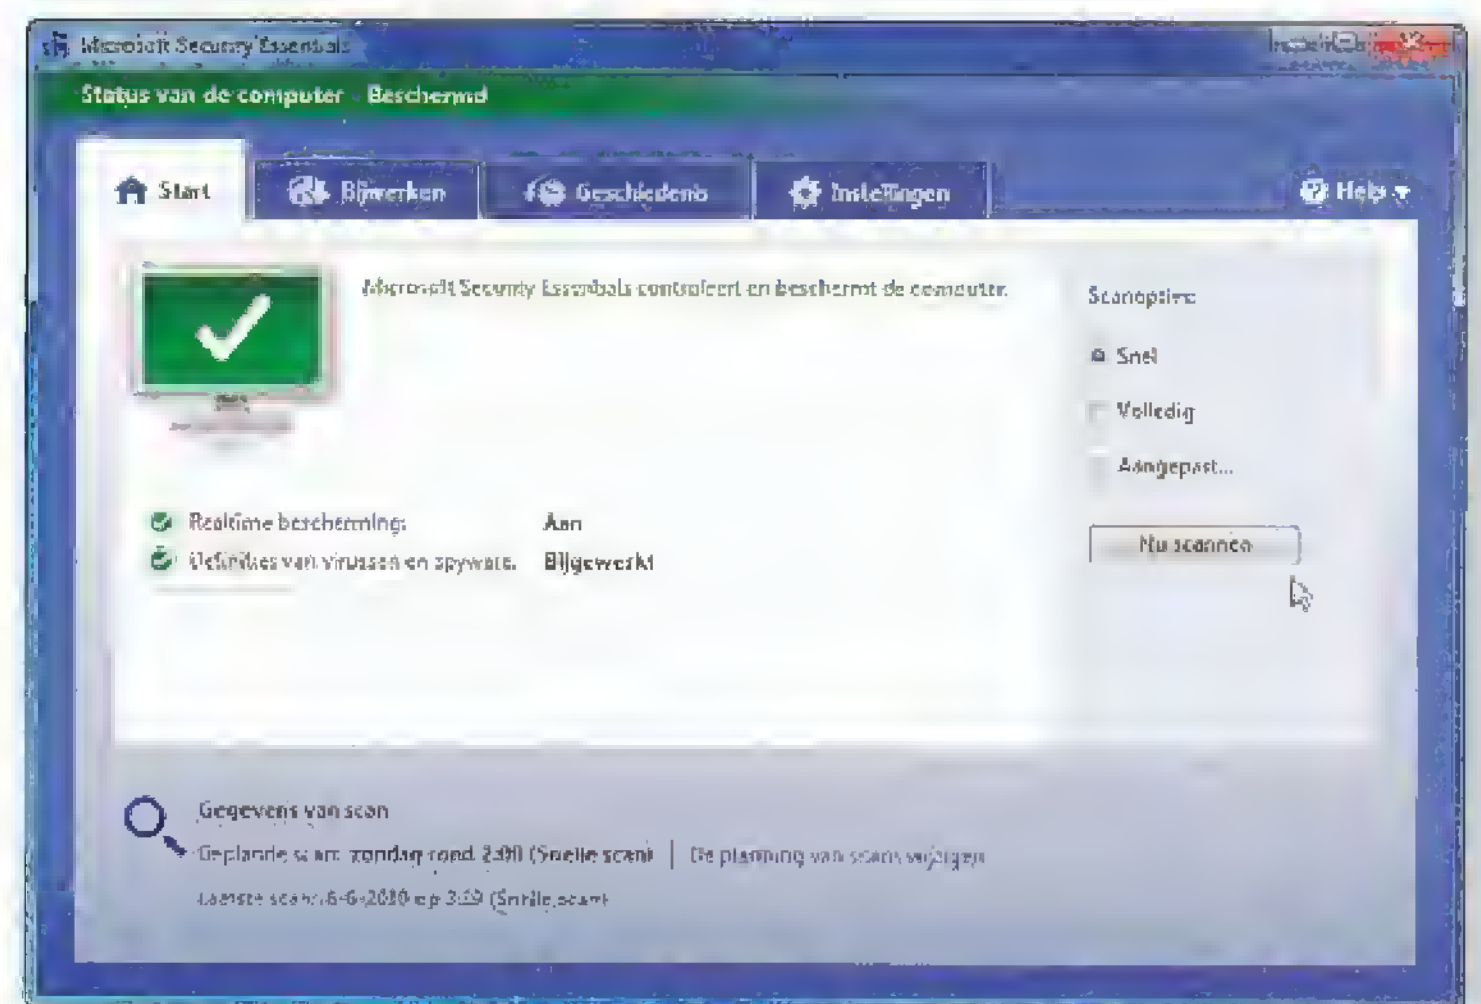 Microsoft Security Essentials
Status van de computer - Beschermd
Start
Bijwerken
Geschiedenis
Instellingen
Help
Microsoft Security Essentials controleert en beschermt de computer.
Scanopties:
Snel
Volledig
Aangepast...
Nu scannen
Realtime bescherming: Aan
Definities van virussen en spyware: Bijgewerkt
Gegevens van scan
Geplande scan: zondag rond 2:00 (Snelle scan) | De planning van scans wijzigen
Laatste scan: 6-6-2010 op 3:29 (Snelle scan)